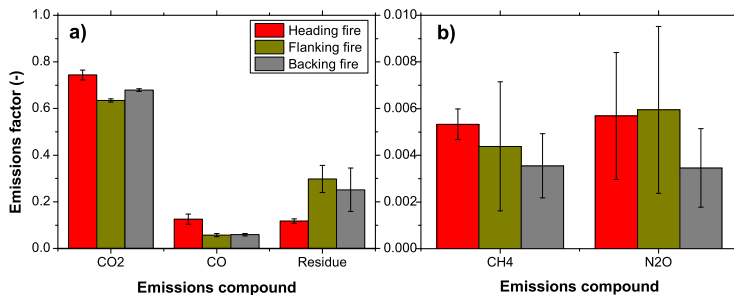 a)
Heading fire
Flanking fire
Backing fire
Emissions factor (-)
1.0
0.8
0.6
0.4
0.2
0.0
CO2
CO
Residue
Emissions compound
b)
0.010
0.008
0.006
0.004
0.002
0.000
CH4
N2O
Emissions compound